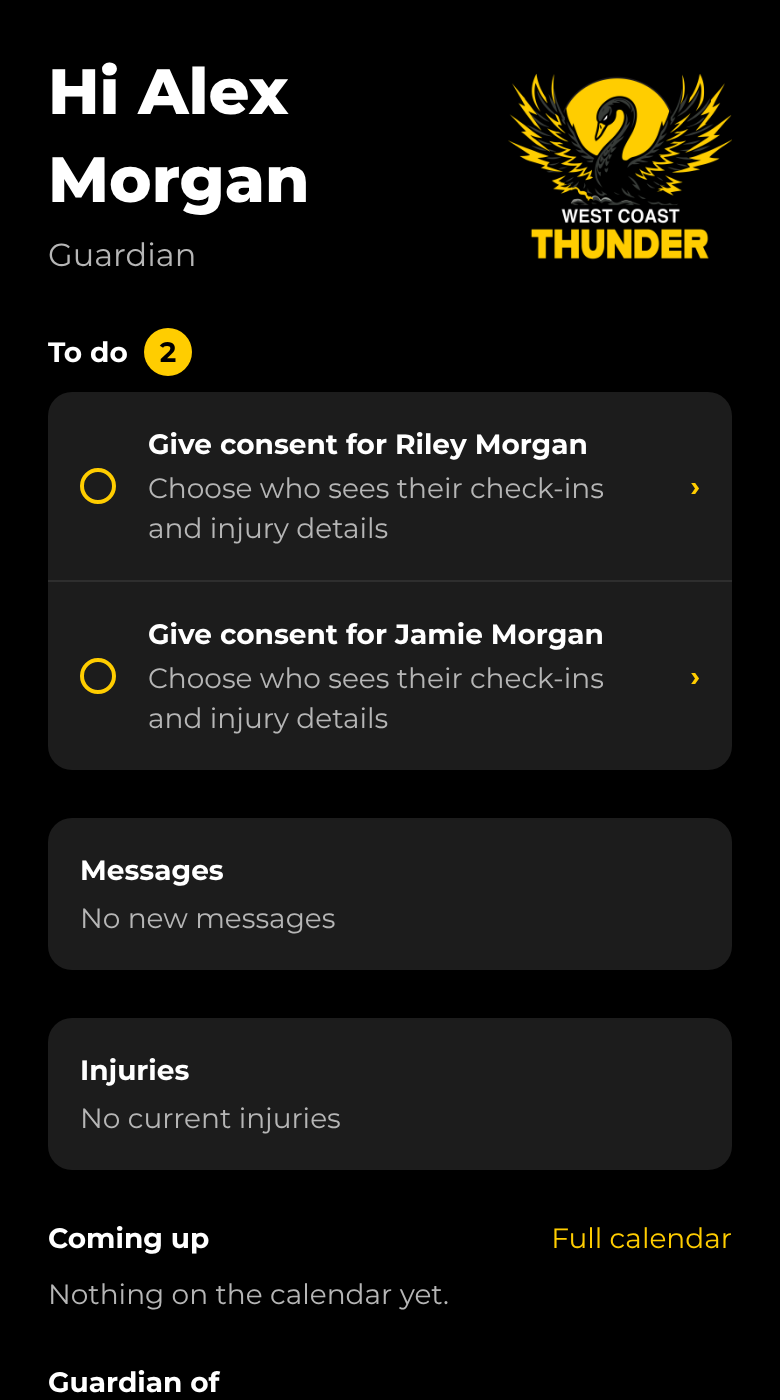 Hi Alex
Morgan
Guardian
WEST COAST
THUNDER
To do 2
Give consent for Riley Morgan
Choose who sees their check-ins
and injury details
›
Give consent for Jamie Morgan
Choose who sees their check-ins
and injury details
›
Messages
No new messages
Injuries
No current injuries
Coming up
Full calendar
Nothing on the calendar yet.
Guardian of